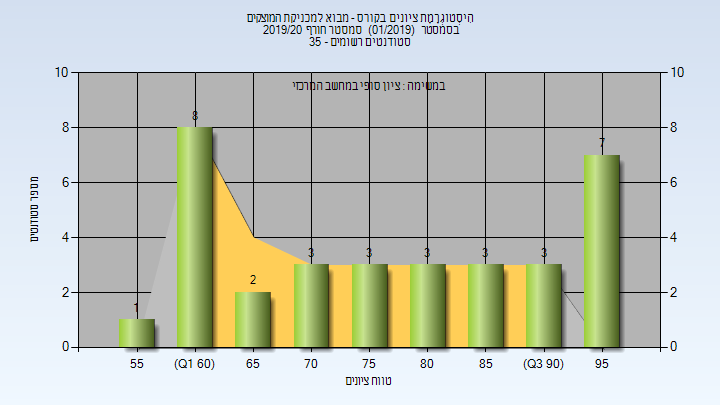 הִיסְטוֹגְרָמַת ציונים בקורס - מבוא למכניקת המוצקים
בסמסטר (01/2019) סמסטר חורף 2019/20
סטודנטים רשומים - 35
במשימה : ציון סופי במחשב המרכזי
10 10
8 8
6 6
4 4
2 2
0 0
1 8 2 3 3 3 3 3 7
מספר סטודנטים
55 (Q1 60) 65 70 75 80 85 (Q3 90) 95
טווח ציונים